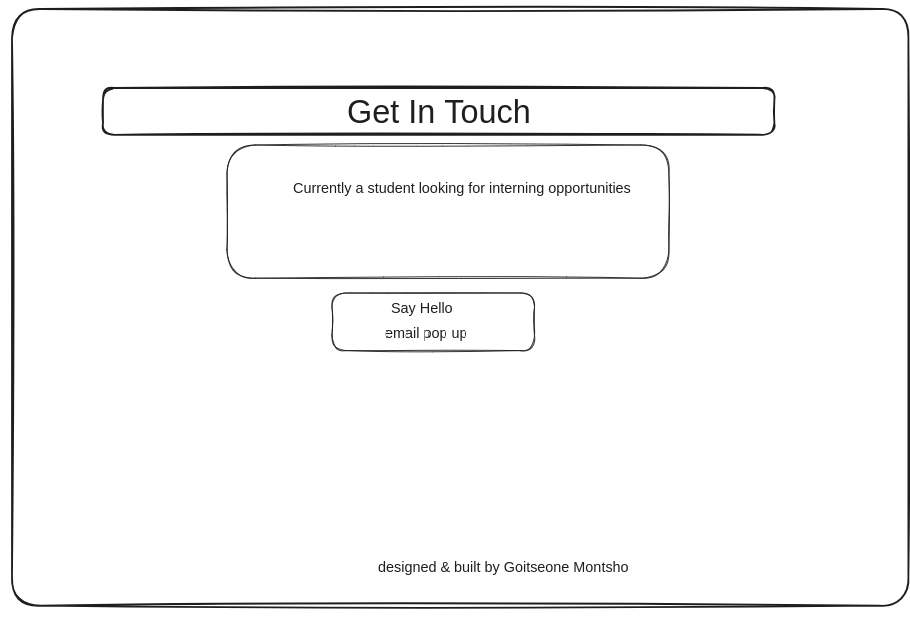 Get In Touch
Currently a student looking for interning opportunities
Say Hello
email pop up
designed & built by Goitseone Montsho